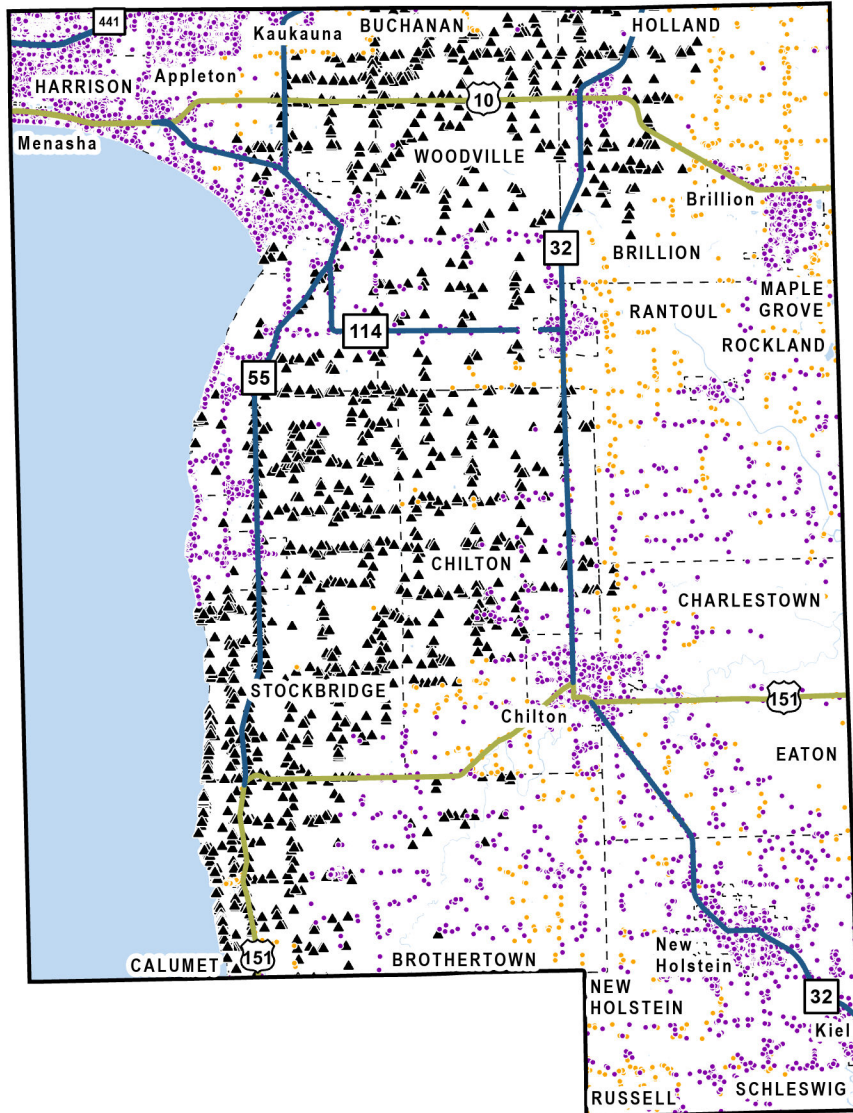 441
Kaukauna
BUCHANAN
HOLLAND
HARRISON
Appleton
10
Menasha
WOODVILLE
Brillion
32
BRILLION
RANTOUL
MAPLE
GROVE
114
ROCKLAND
55
CHILTON
CHARLESTOWN
STOCKBRIDGE
151
Chilton
EATON
New
Holstein
151
CALUMET
BROTHERTOWN
NEW
HOLSTEIN
32
Kiel
RUSSELL
SCHLESWIG